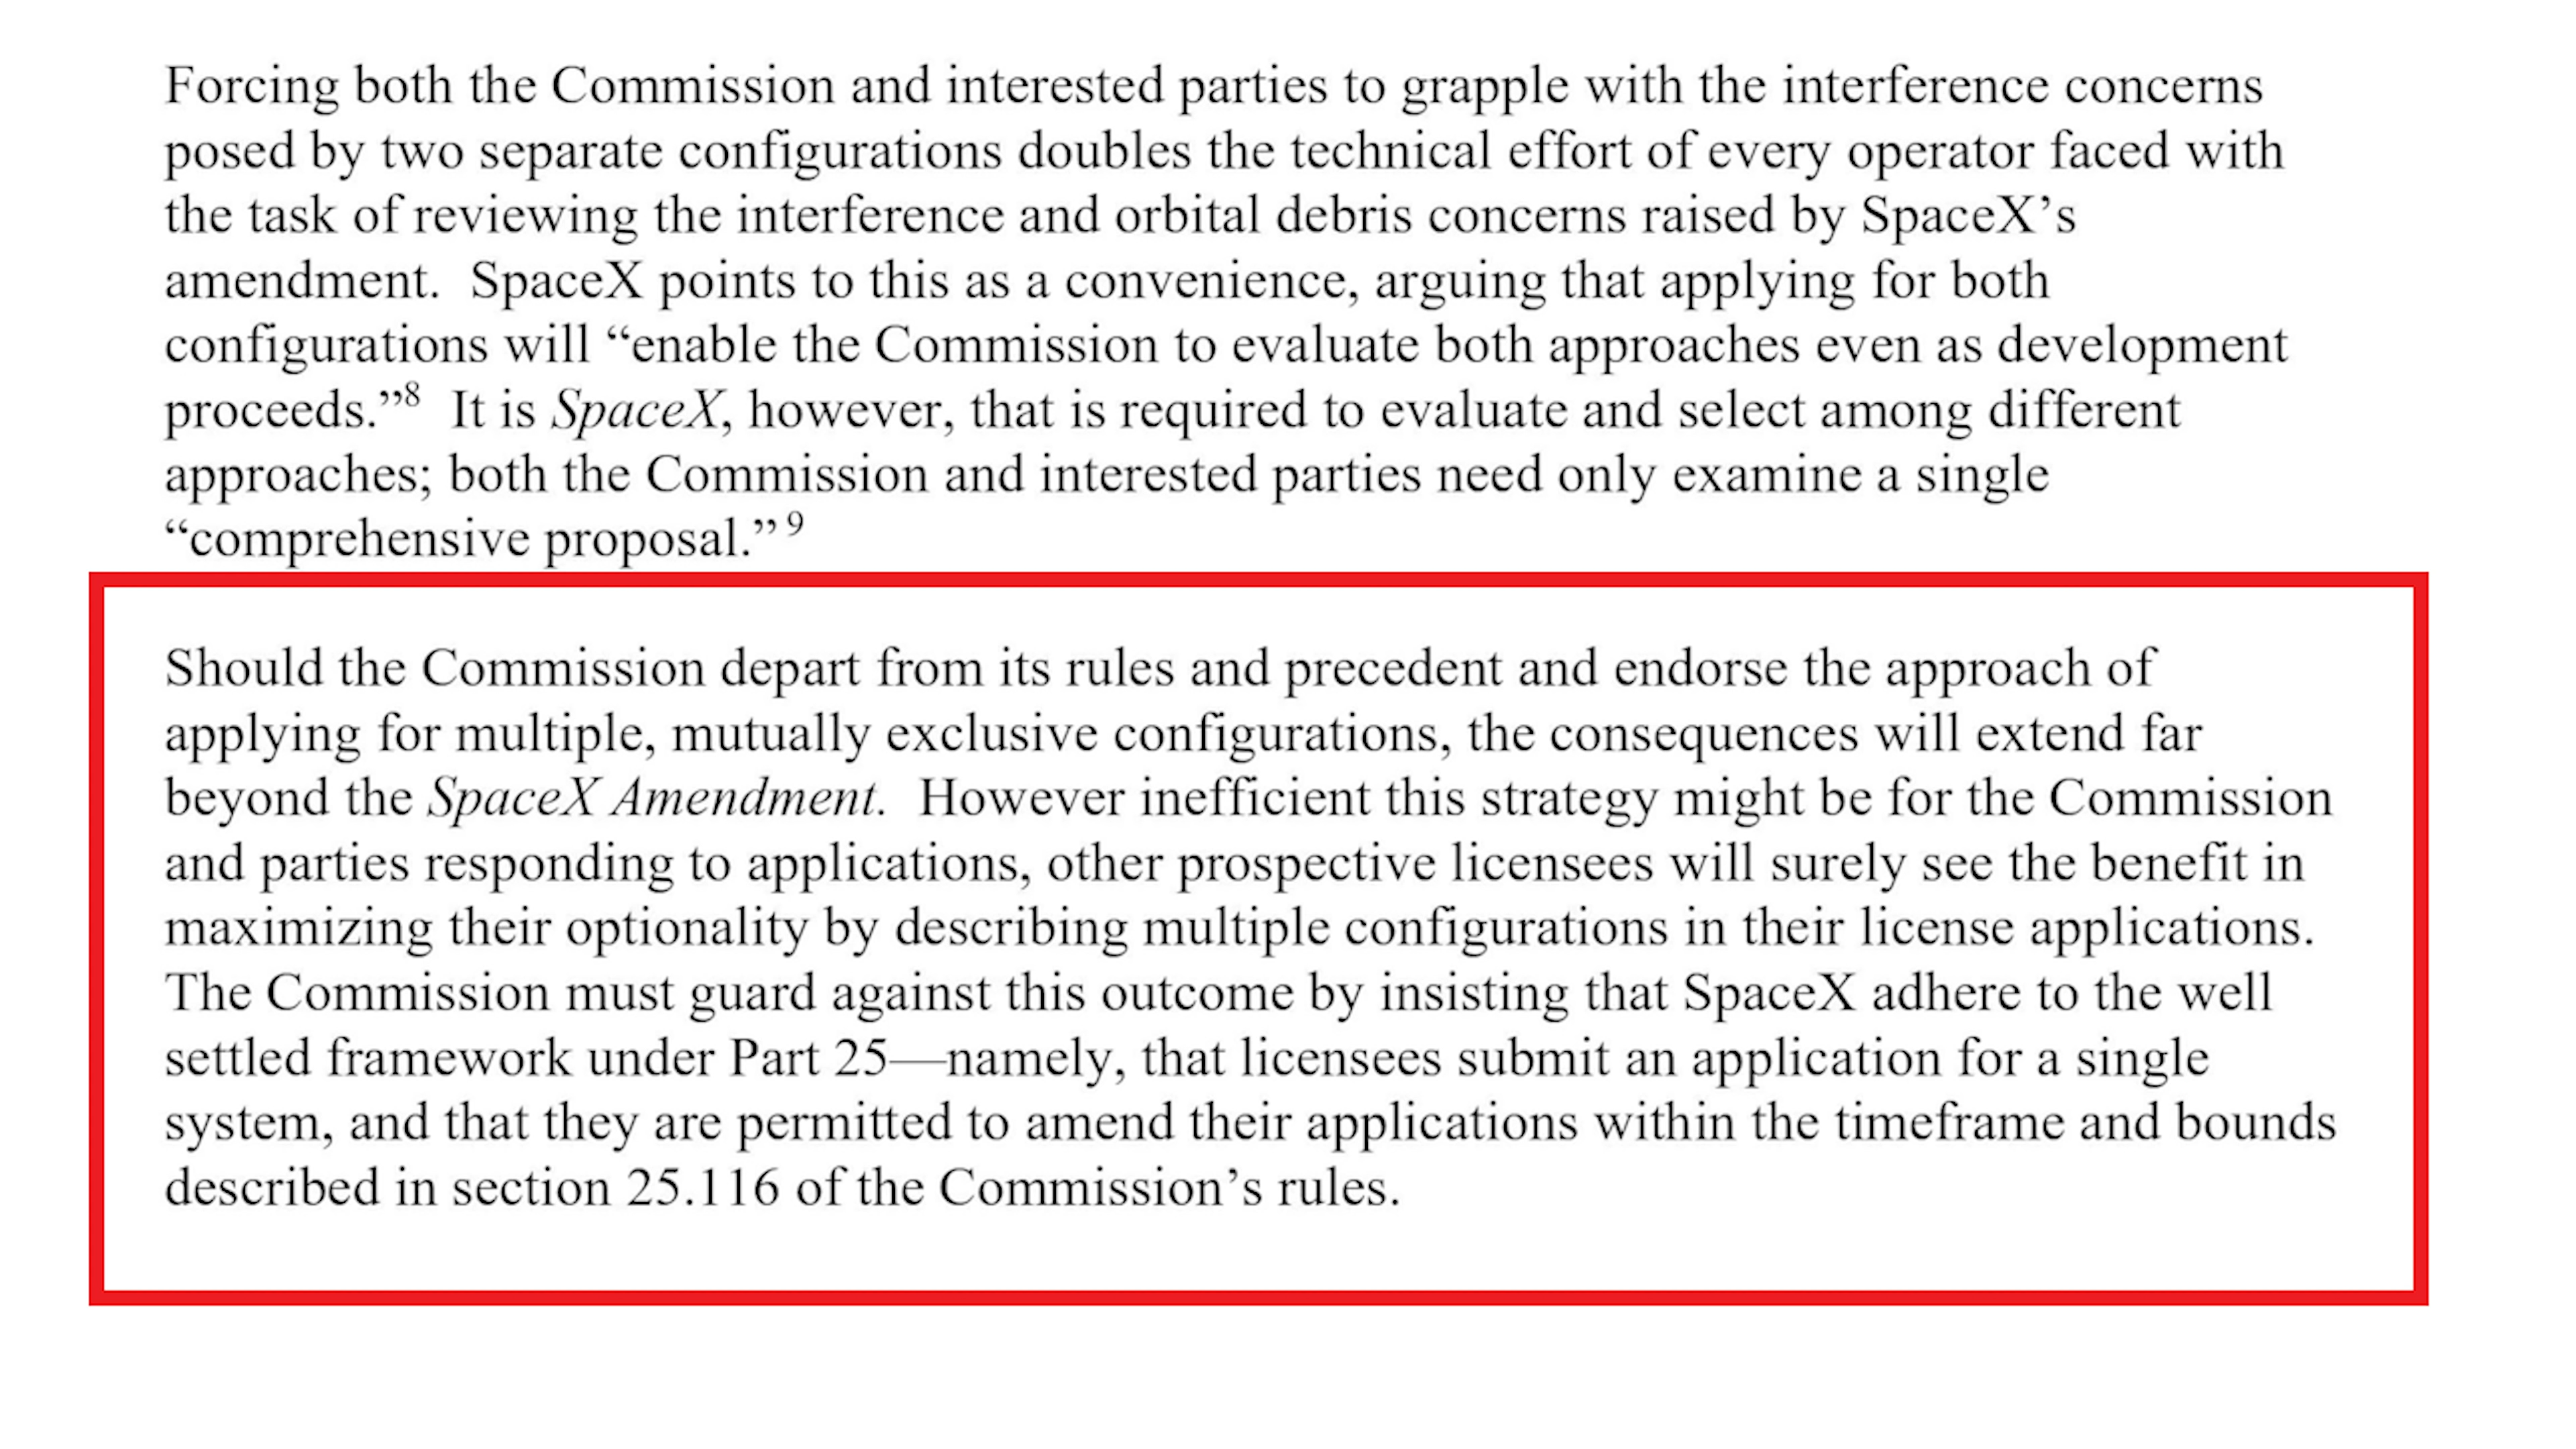 Forcing both the Commission and interested parties to grapple with the interference concerns
posed by two separate configurations doubles the technical effort of every operator faced with
the task of reviewing the interference and orbital debris concerns raised by SpaceX’s
amendment.  SpaceX points to this as a convenience, arguing that applying for both
configurations will “enable the Commission to evaluate both approaches even as development
proceeds.”8  It is SpaceX, however, that is required to evaluate and select among different
approaches; both the Commission and interested parties need only examine a single
“comprehensive proposal.” 9
Should the Commission depart from its rules and precedent and endorse the approach of
applying for multiple, mutually exclusive configurations, the consequences will extend far
beyond the SpaceX Amendment.  However inefficient this strategy might be for the Commission
and parties responding to applications, other prospective licensees will surely see the benefit in
maximizing their optionality by describing multiple configurations in their license applications.
The Commission must guard against this outcome by insisting that SpaceX adhere to the well
settled framework under Part 25—namely, that licensees submit an application for a single
system, and that they are permitted to amend their applications within the timeframe and bounds
described in section 25.116 of the Commission’s rules.